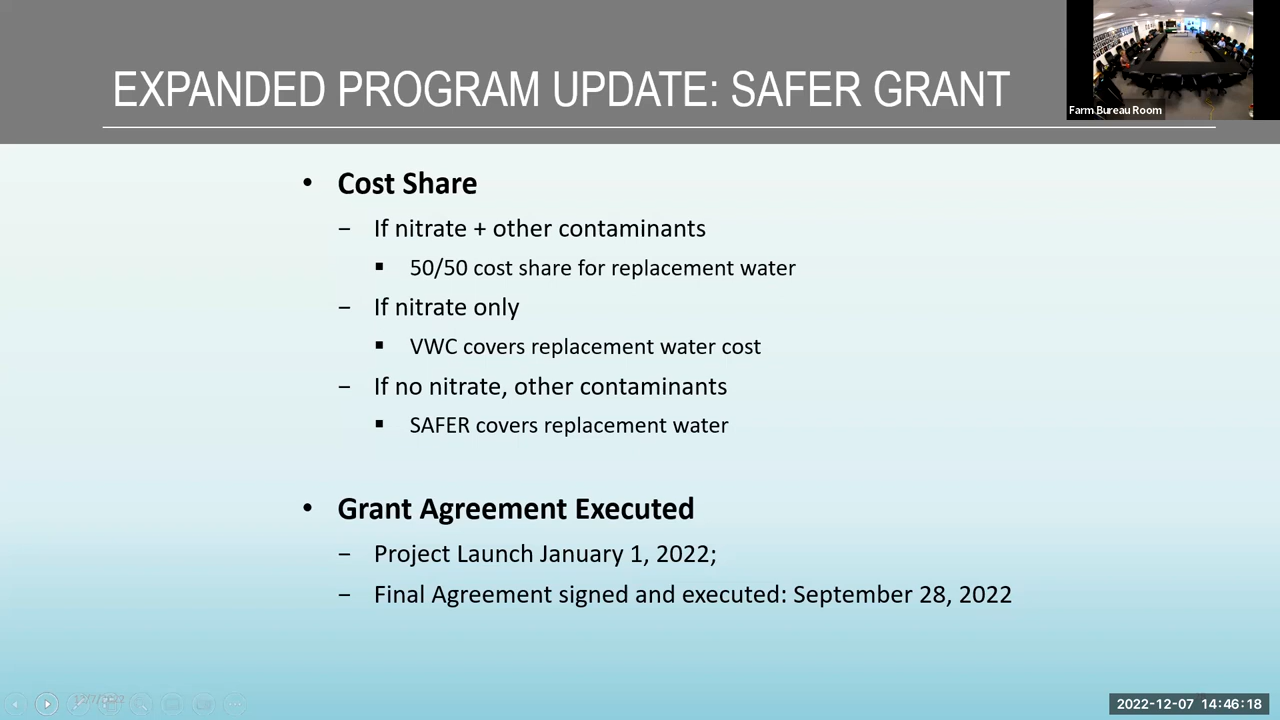 EXPANDED PROGRAM UPDATE: SAFER GRANT
Farm Bureau Room
• Cost Share
– If nitrate + other contaminants
▪ 50/50 cost share for replacement water
– If nitrate only
▪ VWC covers replacement water cost
– If no nitrate, other contaminants
▪ SAFER covers replacement water
• Grant Agreement Executed
– Project Launch January 1, 2022;
– Final Agreement signed and executed: September 28, 2022
2022-12-07 14:46:18